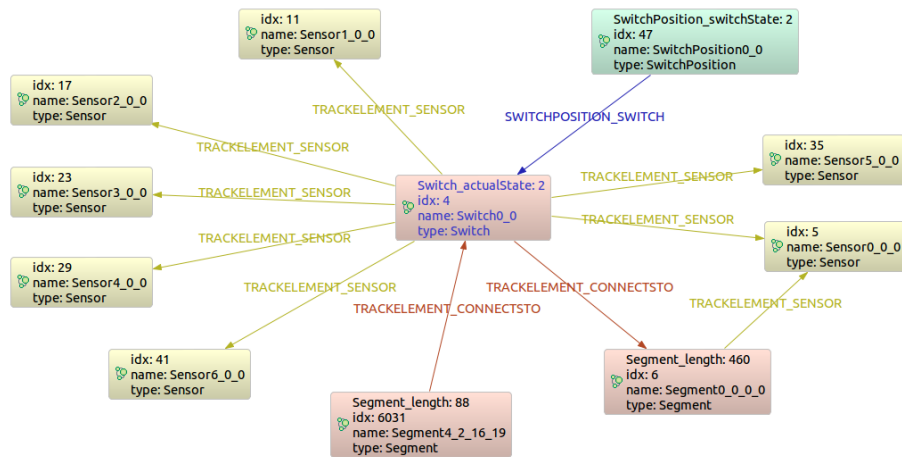 idx: 11
name: Sensor1_0_0
type: Sensor
SwitchPosition_switchState: 2
idx: 47
name: SwitchPosition0_0
type: SwitchPosition
idx: 17
name: Sensor2_0_0
type: Sensor
TRACKELEMENT_SENSOR
SWITCHPOSITION_SWITCH
TRACKELEMENT_SENSOR
idx: 35
name: Sensor5_0_0
type: Sensor
idx: 23
name: Sensor3_0_0
type: Sensor
TRACKELEMENT_SENSOR
Switch_actualState: 2
idx: 4
name: Switch0_0
type: Switch
TRACKELEMENT_SENSOR
TRACKELEMENT_SENSOR
idx: 5
name: Sensor0_0_0
type: Sensor
idx: 29
name: Sensor4_0_0
type: Sensor
TRACKELEMENT_SENSOR
TRACKELEMENT_SENSOR
TRACKELEMENT_CONNECTSTO
TRACKELEMENT_CONNECTSTO
TRACKELEMENT_SENSOR
idx: 41
name: Sensor6_0_0
type: Sensor
Segment_length: 460
idx: 6
name: Segment0_0_0_0
type: Segment
Segment_length: 88
idx: 6031
name: Segment4_2_16_19
type: Segment